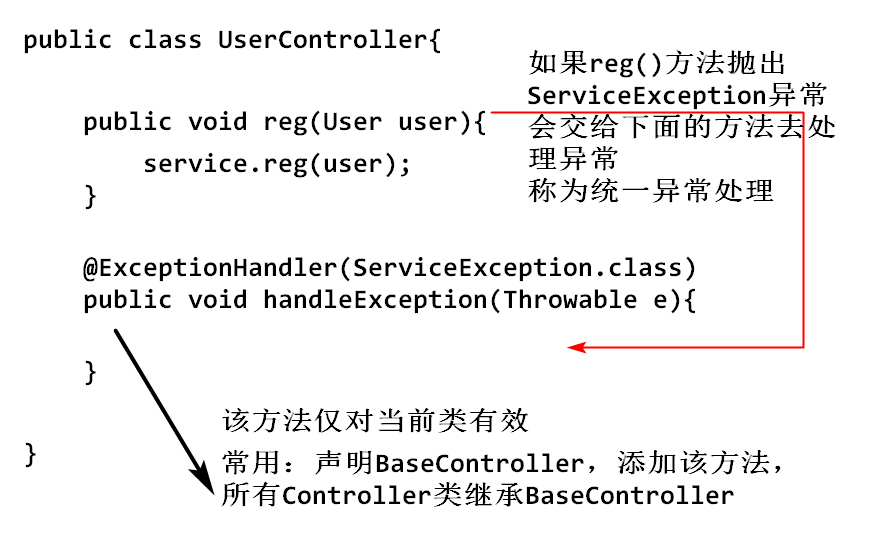 public class UserController{
如果reg()方法抛出
ServiceException异常
public void reg(User user){
会交给下面的方法去处
理异常
service.reg(user);
称为统一异常处理
}
@ExceptionHandler(ServiceException.class)
public void handleException(Throwable e){
}
该方法仅对当前类有效
}
常用：声明BaseController，添加该方法，
所有Controller类继承BaseController